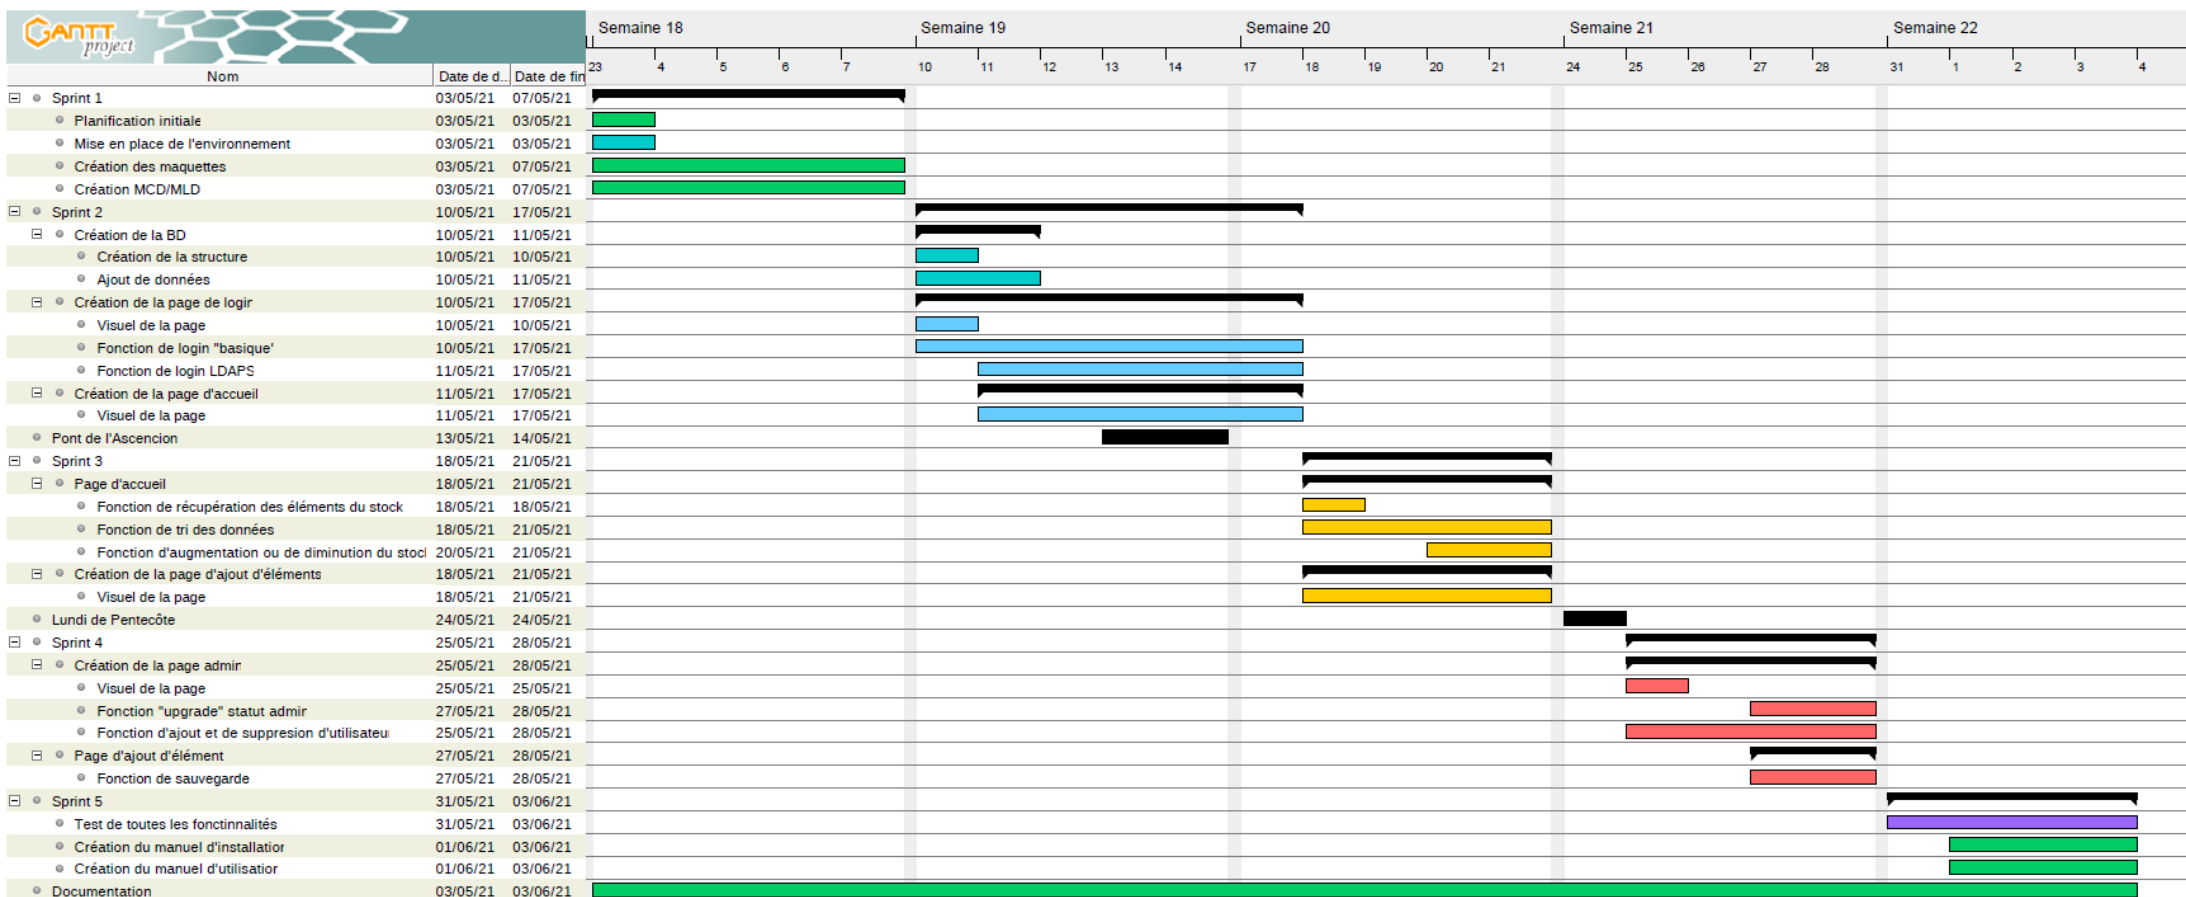 GANTT project
Semaine 18 Semaine 19 Semaine 20 Semaine 21 Semaine 22
23 4 5 6 7 10 11 12 13 14 17 18 19 20 21 24 25 26 27 28 31 1 2 3 4
Nom Date de d... Date de fin
Sprint 1 03/05/21 07/05/21
Planification initiale 03/05/21 03/05/21
Mise en place de l'environnement 03/05/21 03/05/21
Création des maquettes 03/05/21 07/05/21
Création MCD/MLD 03/05/21 07/05/21
Sprint 2 10/05/21 17/05/21
Création de la BD 10/05/21 11/05/21
Création de la structure 10/05/21 10/05/21
Ajout de données 10/05/21 11/05/21
Création de la page de login 10/05/21 17/05/21
Visuel de la page 10/05/21 10/05/21
Fonction de login "basique' 10/05/21 17/05/21
Fonction de login LDAPS 11/05/21 17/05/21
Création de la page d'accueil 11/05/21 17/05/21
Visuel de la page 11/05/21 17/05/21
Pont de l'Ascencion 13/05/21 14/05/21
Sprint 3 18/05/21 21/05/21
Page d'accueil 18/05/21 21/05/21
Fonction de récupération des éléments du stock 18/05/21 18/05/21
Fonction de tri des données 18/05/21 21/05/21
Fonction d'augmentation ou de diminution du stoc 20/05/21 21/05/21
Création de la page d'ajout d'éléments 18/05/21 21/05/21
Visuel de la page 18/05/21 21/05/21
Lundi de Pentecôte 24/05/21 24/05/21
Sprint 4 25/05/21 28/05/21
Création de la page admin 25/05/21 28/05/21
Visuel de la page 25/05/21 25/05/21
Fonction "upgrade" statut admin 27/05/21 28/05/21
Fonction d'ajout et de suppresion d'utilisateu 25/05/21 28/05/21
Page d'ajout d'élément 27/05/21 28/05/21
Fonction de sauvegarde 27/05/21 28/05/21
Sprint 5 31/05/21 03/06/21
Test de toutes les fonctinnalités 31/05/21 03/06/21
Création du manuel d'installation 01/06/21 03/06/21
Création du manuel d'utilisation 01/06/21 03/06/21
Documentation 03/05/21 03/06/21